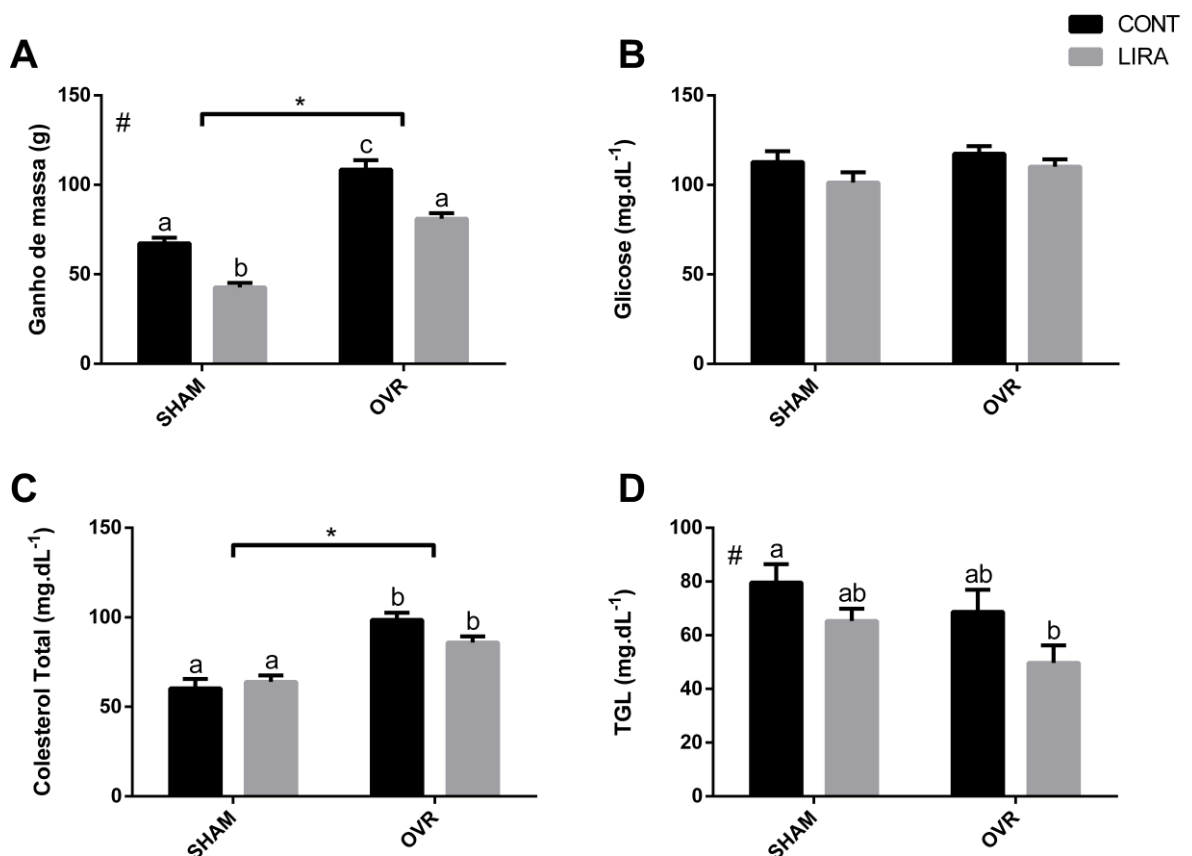 CONT
LIRA
A
Ganho de massa (g)
150
100
50
0
#
*
a
b
c
a
SHAM
OVR
B
Glicose (mg.dL⁻¹)
150
100
50
0
SHAM
OVR
C
Colesterol Total (mg.dL⁻¹)
150
100
50
0
*
a
a
b
b
SHAM
OVR
D
TGL (mg.dL⁻¹)
100
80
60
40
20
0
#
a
ab
ab
b
SHAM
OVR